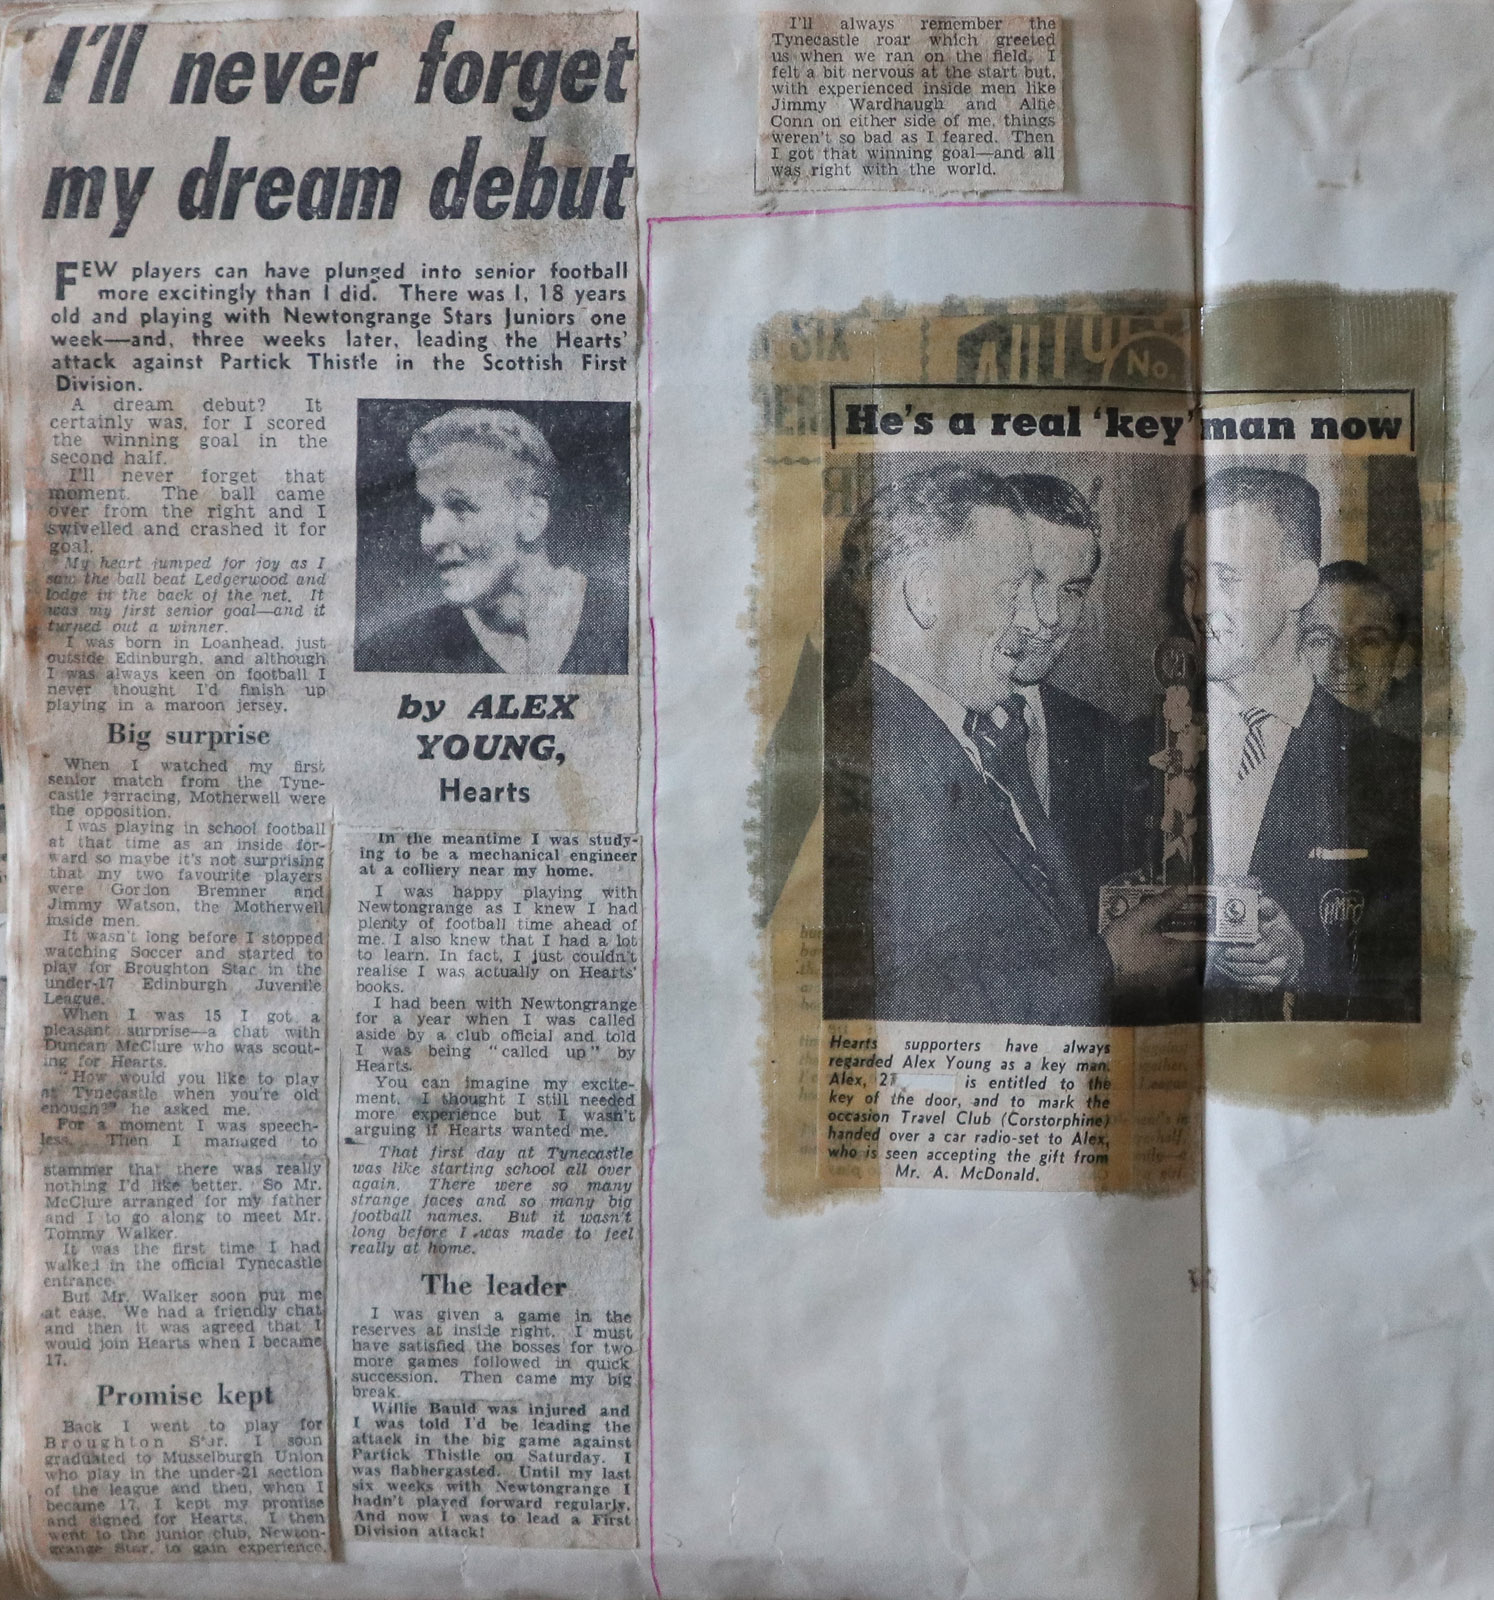 I'll never forget
my dream debut
FEW players can have plunged into senior football
more excitingly than I did. There was I, 18 years
old and playing with Newtongrange Stars Juniors one
week—and, three weeks later, leading the Hearts'
attack against Partick Thistle in the Scottish First
Division.
A dream debut? It
certainly was, for I scored
the winning goal in the
second half.
I'll never forget that
moment. The ball came
over from the right and I
swivelled and crashed it for
goal.
My heart jumped for joy as I
saw the ball beat Ledgerwood and
lodge in the back of the net. It
was my first senior goal—and it
turned out a winner.
I was born in Loanhead, just
outside Edinburgh, and although
I was always keen on football I
never thought I'd finish up
playing in a maroon jersey.
Big surprise
When I watched my first
senior match from the Tyne-
castle terracing, Motherwell were
the opposition.
I was playing in school football
at that time as an inside for-
ward so maybe it's not surprising
that my two favourite players
were Gordon Bremner and
Jimmy Watson, the Motherwell
inside men.
It wasn't long before I stopped
watching Soccer and started to
play for Broughton Star in the
under-17 Edinburgh Juvenile
League.
When I was 15 I got a
pleasant surprise—a chat with
Duncan McClure who was scout-
ing for Hearts.
"How would you like to play
at Tynecastle when you're old
enough?" he asked me.
For a moment I was speech-
less. Then I managed to
stammer that there was really
nothing I'd like better. So Mr.
McClure arranged for my father
and I to go along to meet Mr.
Tommy Walker.
It was the first time I had
walked in the official Tynecastle
entrance.
But Mr. Walker soon put me
at ease. We had a friendly chat
and then it was agreed that I
would join Hearts when I became
17.
Promise kept
Back I went to play for
Broughton Star. I soon
graduated to Musselburgh Union
who play in the under-21 section
of the league and then, when I
became 17, I kept my promise
and signed for Hearts. I then
went to the junior club, Newton-
grange Star, to gain experience.
by ALEX
YOUNG,
Hearts
In the meantime I was study-
ing to be a mechanical engineer
at a colliery near my home.
I was happy playing with
Newtongrange as I knew I had
plenty of football time ahead of
me. I also knew that I had a lot
to learn. In fact, I just couldn't
realise I was actually on Hearts'
books.
I had been with Newtongrange
for a year when I was called
aside by a club official and told
I was being "called up" by
Hearts.
You can imagine my excite-
ment. I thought I still needed
more experience but I wasn't
arguing if Hearts wanted me.
That first day at Tynecastle
was like starting school all over
again. There were so many
strange faces and so many big
football names. But it wasn't
long before I was made to feel
really at home.
The leader
I was given a game in the
reserves at inside right. I must
have satisfied the bosses for two
more games followed in quick
succession. Then came my big
break.
Willie Bauld was injured and
I was told I'd be leading the
attack in the big game against
Partick Thistle on Saturday. I
was flabbergasted. Until my last
six weeks with Newtongrange I
hadn't played forward regularly.
And now I was to lead a First
Division attack!
I'll always remember the
Tynecastle roar which greeted
us when we ran on the field. I
felt a bit nervous at the start but,
with experienced inside men like
Jimmy Wardhaugh and Alfie
Conn on either side of me, things
weren't so bad as I feared. Then
I got that winning goal—and all
was right with the world.
SIX
No.
He's a real 'key' man now
Hearts supporters have always
regarded Alex Young as a key man.
Alex, 21 is entitled to the
key of the door, and to mark the
occasion Travel Club (Corstorphine)
handed over a car radio-set to Alex,
who is seen accepting the gift from
Mr. A. McDonald.